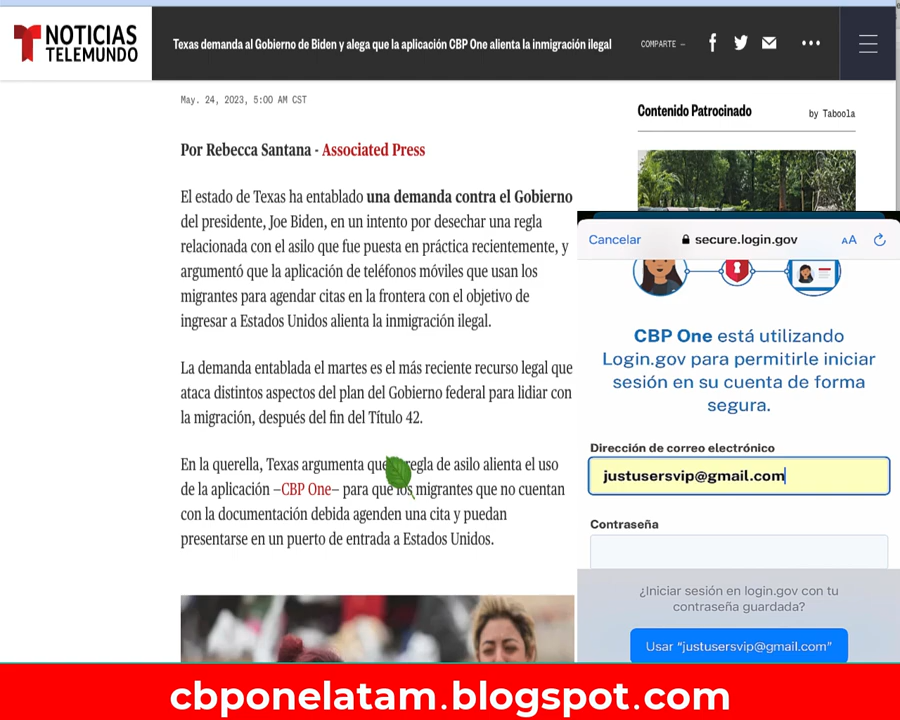 NOTICIAS
TELEMUNDO
Texas demanda al Gobierno de Biden y alega que la aplicación CBP One alienta la inmigración ilegal
COMPARTE —
May. 24, 2023, 5:00 AM CST
Por Rebecca Santana - Associated Press
El estado de Texas ha entablado una demanda contra el Gobierno
del presidente, Joe Biden, en un intento por desechar una regla
relacionada con el asilo que fue puesta en práctica recientemente, y
argumentó que la aplicación de teléfonos móviles que usan los
migrantes para agendar citas en la frontera con el objetivo de
ingresar a Estados Unidos alienta la inmigración ilegal.
La demanda entablada el martes es el más reciente recurso legal que
ataca distintos aspectos del plan del Gobierno federal para lidiar con
la migración, después del fin del Título 42.
En la querella, Texas argumenta que regla de asilo alienta el uso
de la aplicación —CBP One— para que los migrantes que no cuentan
con la documentación debida agenden una cita y puedan
presentarse en un puerto de entrada a Estados Unidos.
Contenido Patrocinado
by Taboola
Cancelar
secure.login.gov
AA
CBP One está utilizando
Login.gov para permitirle iniciar
sesión en su cuenta de forma
segura.
Dirección de correo electrónico
justusersvip@gmail.com
Contraseña
¿Iniciar sesión en login.gov con tu
contraseña guardada?
Usar “justusersvip@gmail.com”
cbponelatam.blogspot.com